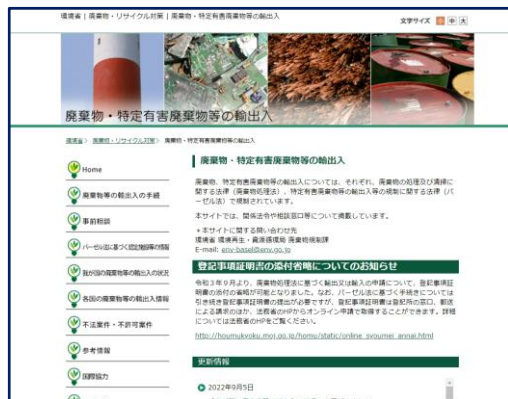 環境省 | 廃棄物・リサイクル対策 | 廃棄物・特定有害廃棄物等の輸出入
文字サイズ 小 中 大
廃棄物・特定有害廃棄物等の輸出入
環境省> 廃棄物・リサイクル対策> 廃棄物・特定有害廃棄物等の輸出入
Home
廃棄物等の輸出入の手続
事前相談
バーゼル法に基づく認定施設等の情報
我が国の廃棄物等の輸出入の状況
各国の廃棄物等の輸出入情報
不法案件・不許可案件
参考情報
国際協力
廃棄物・特定有害廃棄物等の輸出入
廃棄物、特定有害廃棄物等の輸出入については、それぞれ、廃棄物の処理及び清掃に
関する法律（廃棄物処理法）、特定有害廃棄物等の輸出入等の規制に関する法律（バ
ーゼル法）で規制されています。
本サイトでは、関係法令や相談窓口等について掲載しています。
＊本サイトに関する問い合わせ先
環境省 環境再生・資源循環局 廃棄物規制課
E-mail: env-basel@env.go.jp
登記事項証明書の添付省略についてのお知らせ
令和３年９月より、廃棄物処理法に基づく輸出又は輸入の申請について、登記事項証
明書の添付の省略が可能となりました。なお、バーゼル法に基づく手続きについては
引き続き登記事項証明書の提出が必要ですが、登記事項証明書は登記所の窓口、郵送
による請求のほか、法務省のHPからオンライン申請で取得することができます。詳細
については法務省のHPをご覧ください。
http://houmukyoku.moj.go.jp/homu/static/online_syoumei_annai.html
更新情報
2022年9月5日